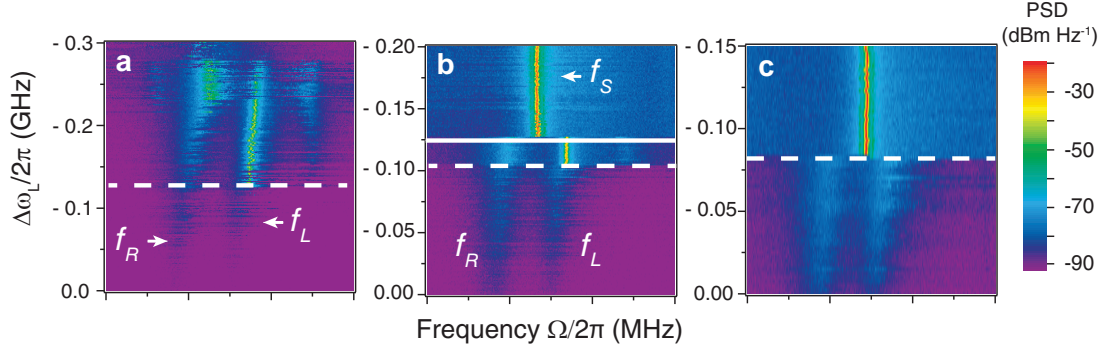 PSD
(dBm Hz⁻¹)
-30
-50
-70
-90
Δω_L/2π (GHz)
- 0.3
- 0.2
- 0.1
0.0
a
f_R
f_L
- 0.20
- 0.15
- 0.10
- 0.05
0.00
b
f_S
f_R
f_L
- 0.15
- 0.10
- 0.05
0.00
c
Frequency Ω/2π (MHz)